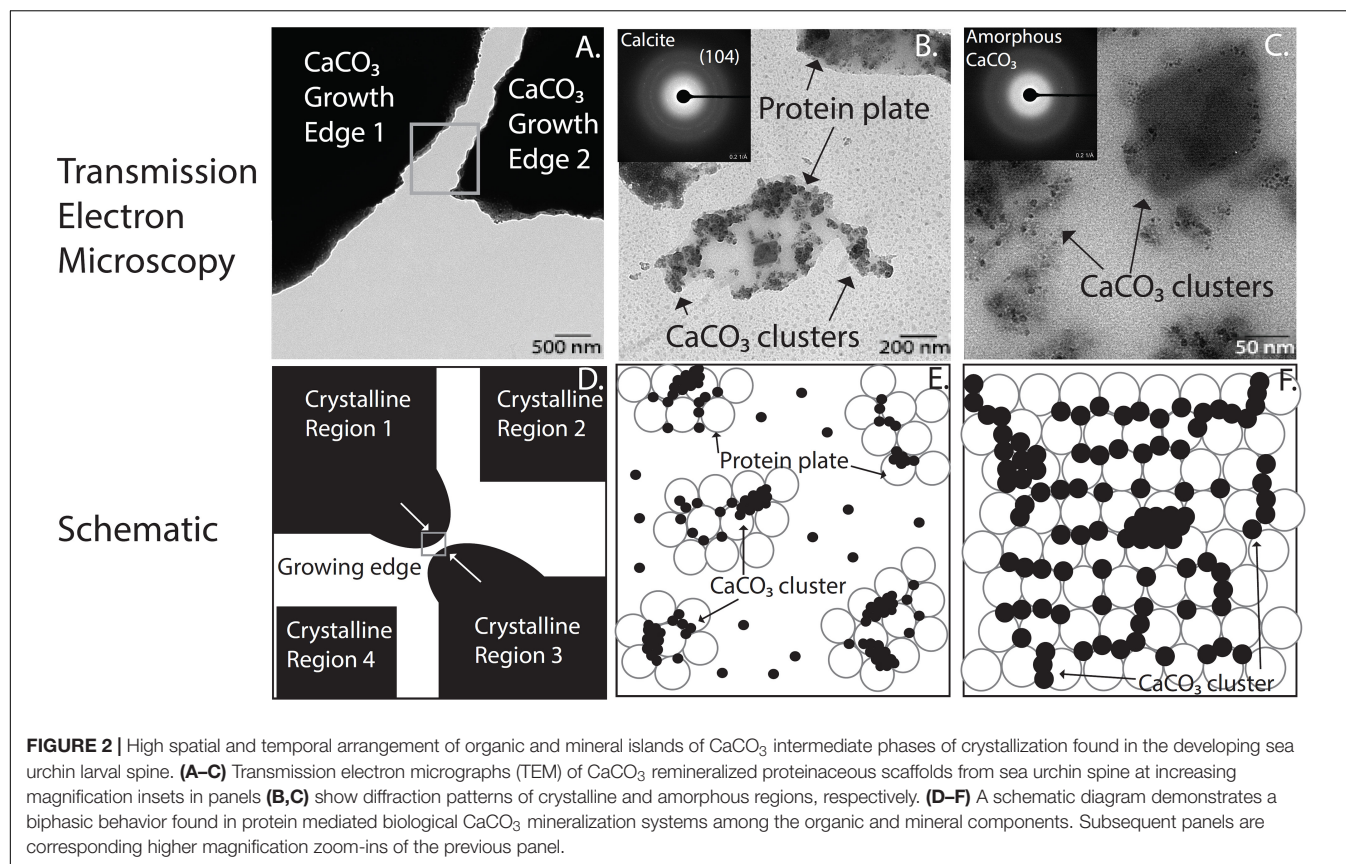 Transmission
Electron
Microscopy
A.
CaCO₃
Growth
Edge 1
CaCO₃
Growth
Edge 2
500 nm
B.
Calcite
(104)
0.2 1/Å
Protein plate
CaCO₃ clusters
200 nm
C.
Amorphous
CaCO₃
0.2 1/Å
CaCO₃ clusters
50 nm
Schematic
D.
Crystalline
Region 1
Crystalline
Region 2
Growing edge
Crystalline
Region 4
Crystalline
Region 3
E.
Protein plate
CaCO₃ cluster
F.
CaCO₃ cluster
FIGURE 2 | High spatial and temporal arrangement of organic and mineral islands of CaCO₃ intermediate phases of crystallization found in the developing sea
urchin larval spine. (A–C) Transmission electron micrographs (TEM) of CaCO₃ remineralized proteinaceous scaffolds from sea urchin spine at increasing
magnification insets in panels (B,C) show diffraction patterns of crystalline and amorphous regions, respectively. (D–F) A schematic diagram demonstrates a
biphasic behavior found in protein mediated biological CaCO₃ mineralization systems among the organic and mineral components. Subsequent panels are
corresponding higher magnification zoom-ins of the previous panel.